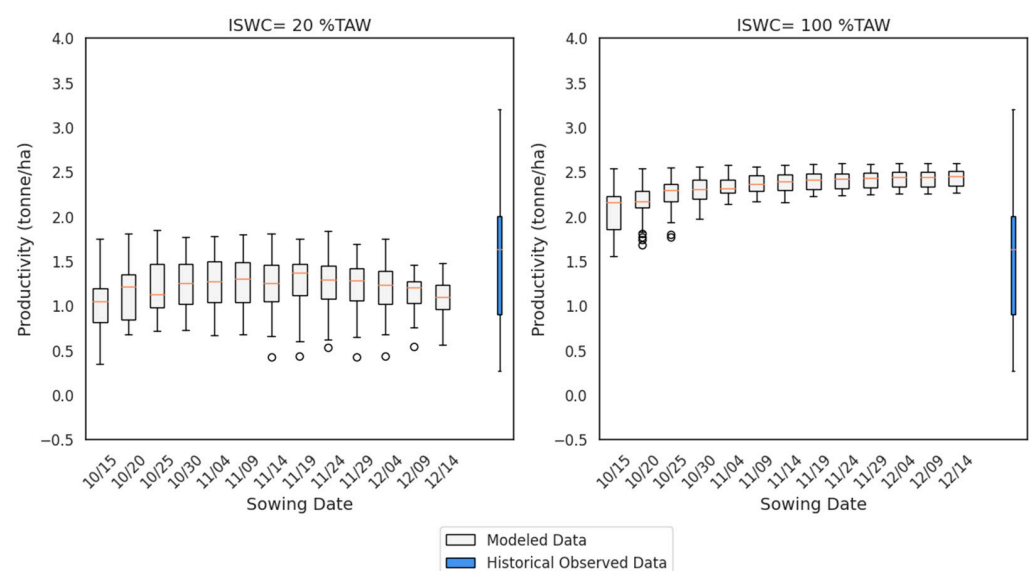 ISWC= 20 %TAW
4.0
3.5
3.0
2.5
2.0
1.5
1.0
0.5
0.0
−0.5
Productivity (tonne/ha)
10/15 10/20 10/25 10/30 11/04 11/09 11/14 11/19 11/24 11/29 12/04 12/09 12/14
Sowing Date
ISWC= 100 %TAW
4.0
3.5
3.0
2.5
2.0
1.5
1.0
0.5
0.0
−0.5
Productivity (tonne/ha)
10/15 10/20 10/25 10/30 11/04 11/09 11/14 11/19 11/24 11/29 12/04 12/09 12/14
Sowing Date
Modeled Data
Historical Observed Data